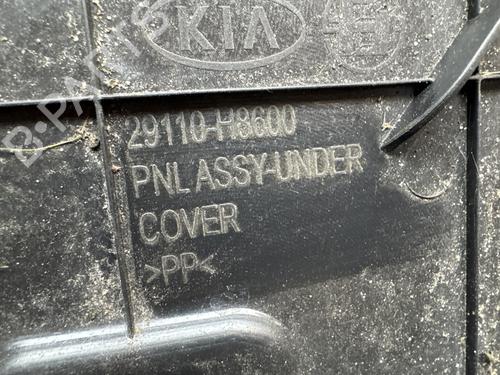 KIA
29110-H8600
PNL ASSY-UNDER
COVER
>PP<
B-PARTS